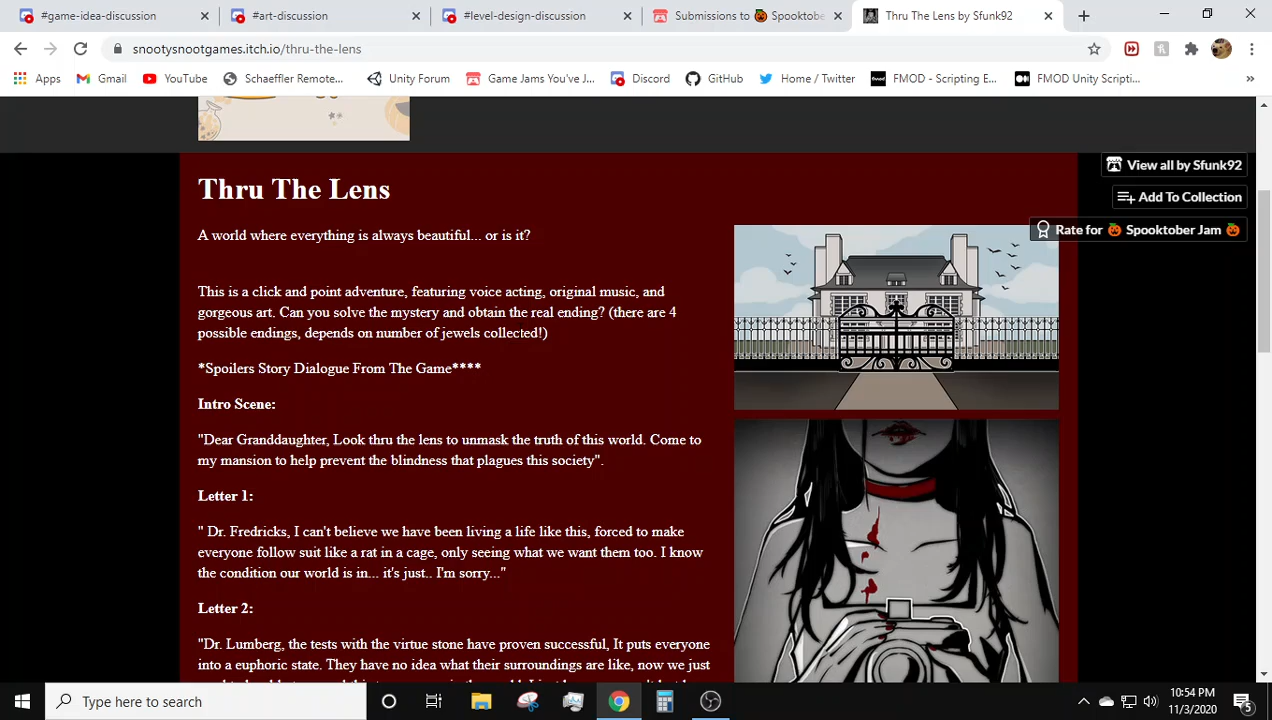 #game-idea-discussion
#art-discussion
#level-design-discussion
Submissions to 🎃 Spooktobe
Thru The Lens by Sfunk92
snootysnootgames.itch.io/thru-the-lens
Apps
Gmail
YouTube
Schaeffler Remote...
Unity Forum
Game Jams You've J...
Discord
GitHub
Home / Twitter
FMOD - Scripting E...
FMOD Unity Scripti...
»
View all by Sfunk92
Add To Collection
Rate for 🎃 Spooktober Jam 🎃
Thru The Lens
A world where everything is always beautiful... or is it?
This is a click and point adventure, featuring voice acting, original music, and
gorgeous art. Can you solve the mystery and obtain the real ending? (there are 4
possible endings, depends on number of jewels collected!)
*Spoilers Story Dialogue From The Game****
Intro Scene:
"Dear Granddaughter, Look thru the lens to unmask the truth of this world. Come to
my mansion to help prevent the blindness that plagues this society".
Letter 1:
" Dr. Fredricks, I can't believe we have been living a life like this, forced to make
everyone follow suit like a rat in a cage, only seeing what we want them too. I know
the condition our world is in... it's just.. I'm sorry..."
Letter 2:
"Dr. Lumberg, the tests with the virtue stone have proven successful, It puts everyone
into a euphoric state. They have no idea what their surroundings are like, now we just
Type here to search
10:54 PM
11/3/2020
5